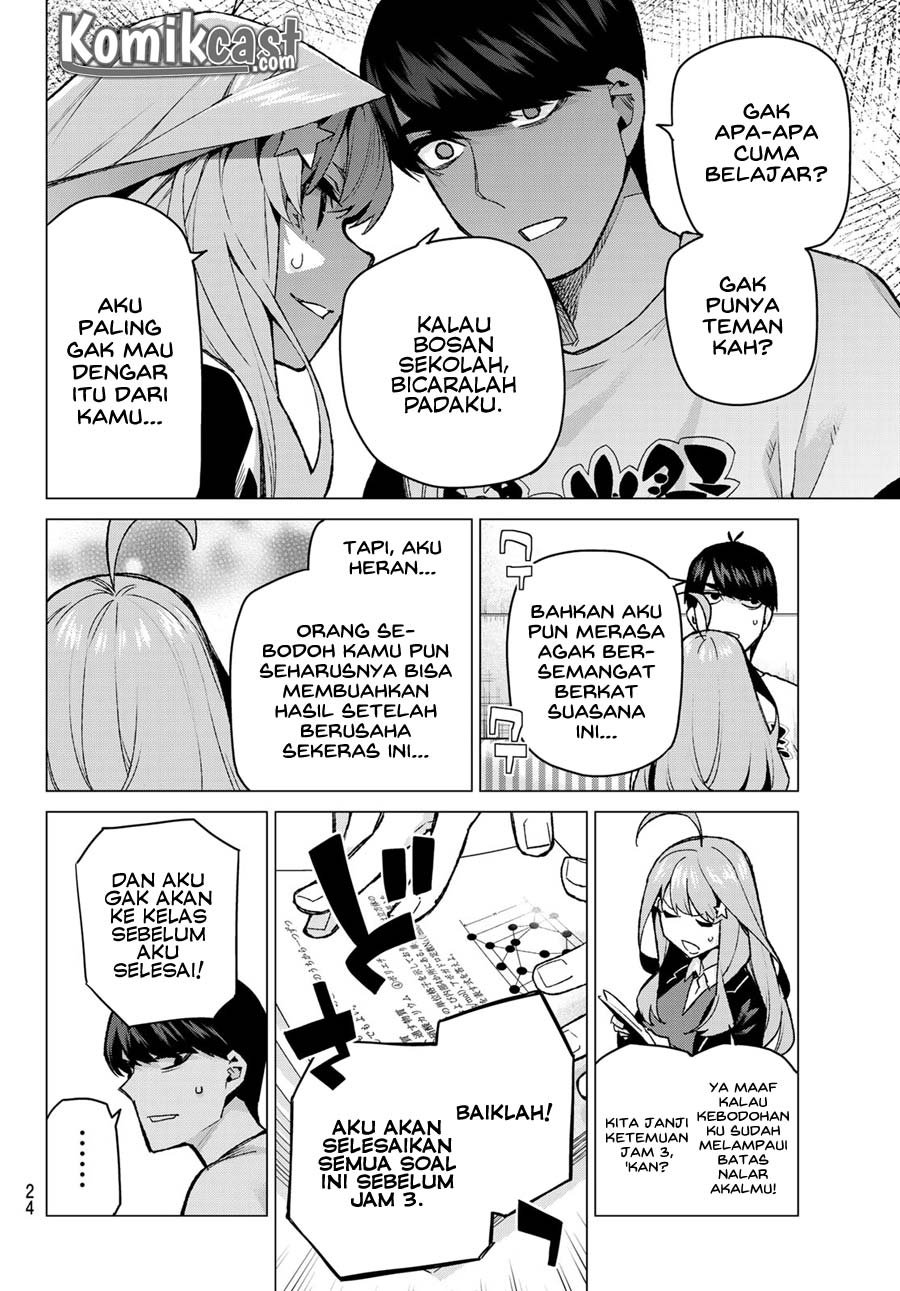 Komikcast
.com
GAK
APA-APA
CUMA
BELAJAR?
GAK
PUNYA
TEMAN
KAH?
KALAU
BOSAN
SEKOLAH,
BICARALAH
PADAKU.
AKU
PALING
GAK MAU
DENGAR
ITU DARI
KAMU...
BAHKAN AKU
PUN MERASA
AGAK BER-
SEMANGAT
BERKAT
SUASANA
INI...
TAPI, AKU
HERAN...
ORANG SE-
BODOH KAMU PUN
SEHARUSNYA BISA
MEMBUAHKAN
HASIL SETELAH
BERUSAHA
SEKERAS INI...
YA MAAF
KALAU
KEBODOHAN
KU SUDAH
MELAMPAUI
BATAS
NALAR
AKALMU!
KITA JANJI
KETEMUAN
JAM 3,
'KAN?
BAIKLAH!
AKU AKAN
SELESAIKAN
SEMUA SOAL
INI SEBELUM
JAM 3.
DAN AKU
GAK AKAN
KE KELAS
SEBELUM
AKU
SELESAI!
......
24